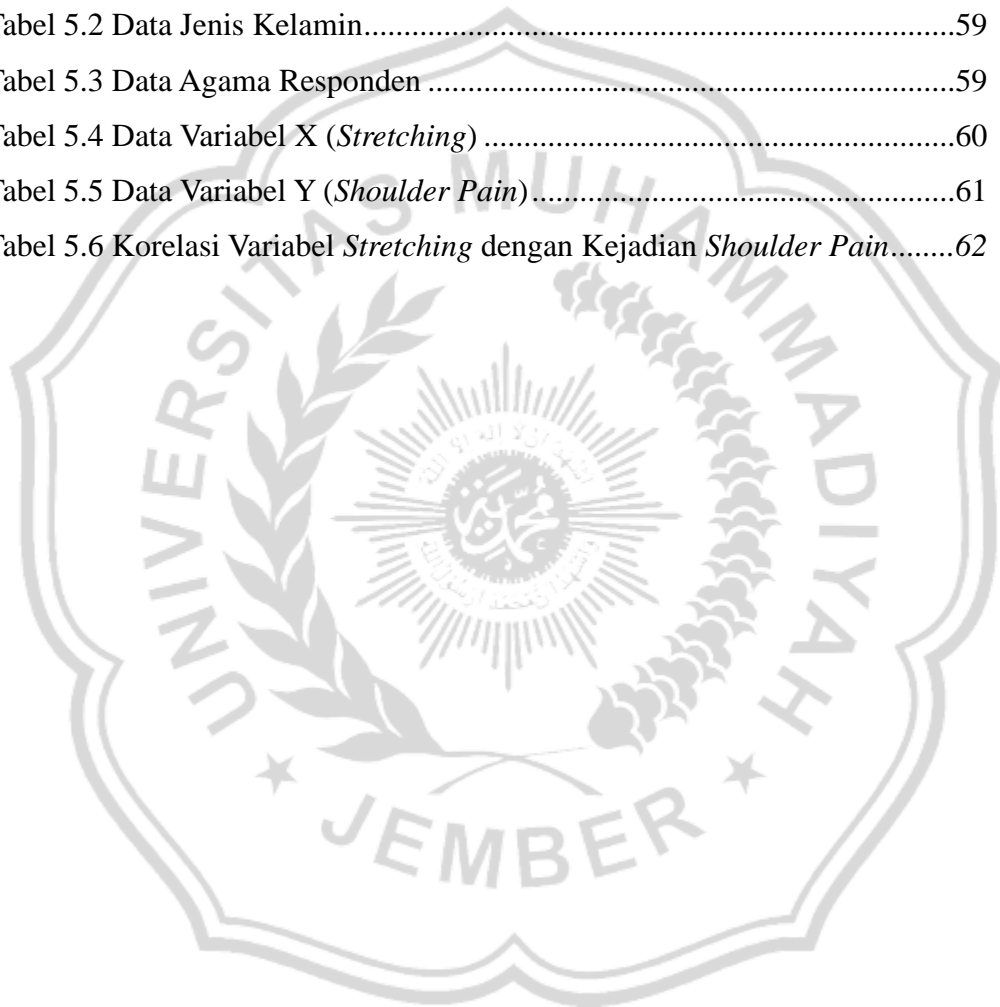 Tabel 5.2 Data Jenis Kelamin.......................................................................59
Tabel 5.3 Data Agama Responden ...............................................................59
Tabel 5.4 Data Variabel X (Stretching) .........................................................60
Tabel 5.5 Data Variabel Y (Shoulder Pain)...................................................61
Tabel 5.6 Korelasi Variabel Stretching dengan Kejadian Shoulder Pain........62
UNIVERSITAS MUHAMMADIYAH
JEMBER